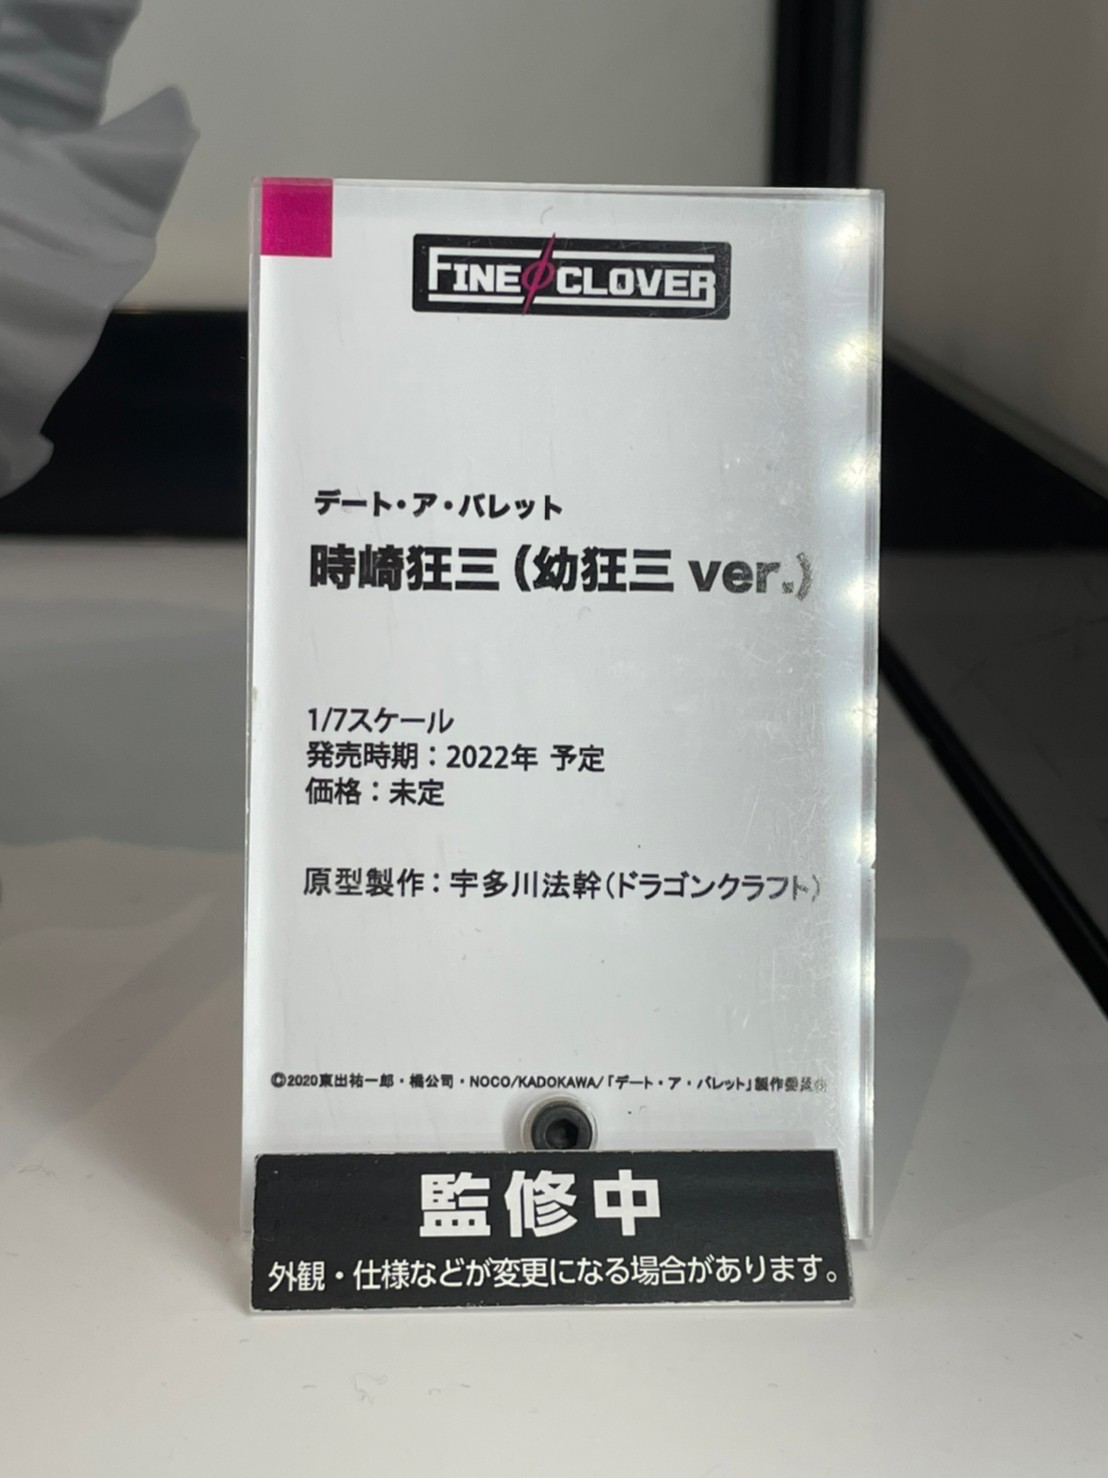 FINE CLOVER
デート・ア・バレット
時崎狂三(幼狂三 ver.)
1/7スケール
発売時期：2022年 予定
価格：未定
原型製作：宇多川法幹(ドラゴンクラフト)
©2020東出祐一郎・橘公司・NOCO/KADOKAWA/「デート・ア・バレット」製作委員会
監修中
外観・仕様などが変更になる場合があります。